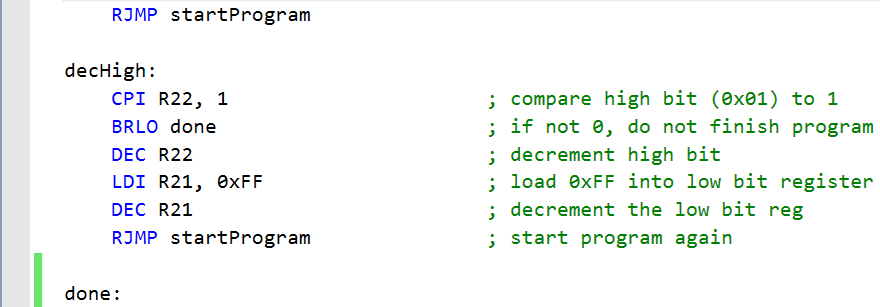 RJMP startProgram
decHigh:
CPI R22, 1 ; compare high bit (0x01) to 1
BRLO done ; if not 0, do not finish program
DEC R22 ; decrement high bit
LDI R21, 0xFF ; load 0xFF into low bit register
DEC R21 ; decrement the low bit reg
RJMP startProgram ; start program again
done: